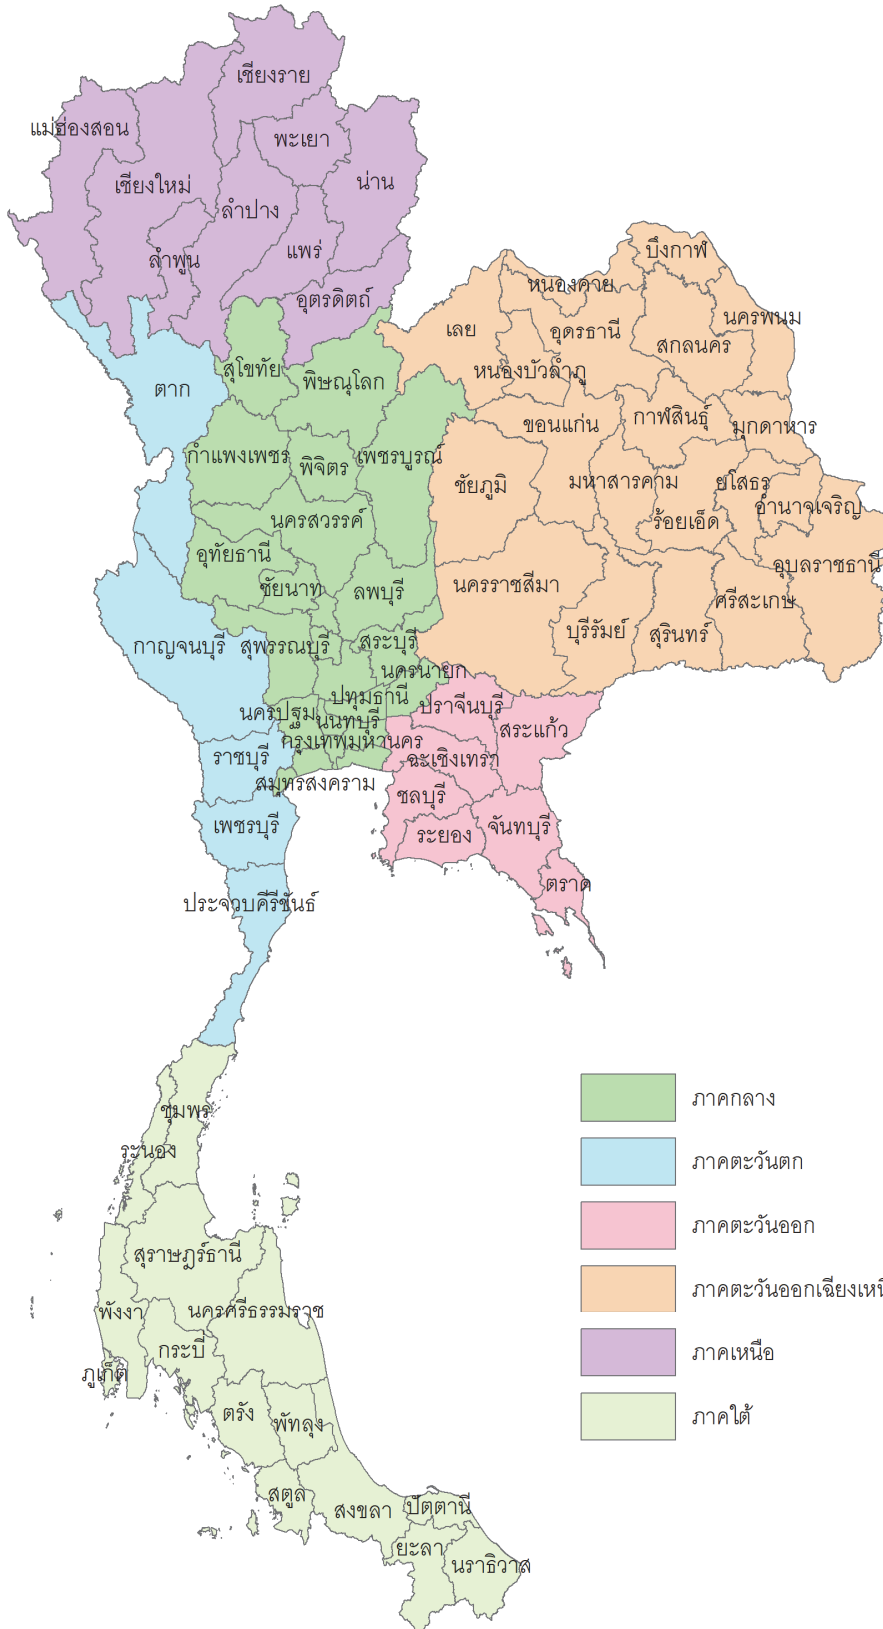 เชียงราย
แม่ฮ่องสอน
พะเยา
เชียงใหม่
น่าน
ลำปาง
แพร่
ลำพูน
อุตรดิตถ์
บึงกาฬ
หนองคาย
นครพนม
เลย
อุดรธานี
สกลนคร
สุโขทัย
หนองบัวลำภู
ตาก
พิษณุโลก
ขอนแก่น
กาฬสินธุ์
มุกดาหาร
กำแพงเพชร
พิจิตร
เพชรบูรณ์
ชัยภูมิ
มหาสารคาม
ยโสธร
อำนาจเจริญ
นครสวรรค์
ร้อยเอ็ด
อุทัยธานี
อุบลราชธานี
ชัยนาท
ลพบุรี
นครราชสีมา
ศรีสะเกษ
กาญจนบุรี
สุพรรณบุรี
สระบุรี
บุรีรัมย์
สุรินทร์
นครนายก
ปทุมธานี
ปราจีนบุรี
นครปฐม
นนทบุรี
สระแก้ว
กรุงเทพมหานคร
ราชบุรี
ฉะเชิงเทรา
สมุทรสงคราม
ชลบุรี
เพชรบุรี
ระยอง
จันทบุรี
ตราด
ประจวบคีรีขันธ์
ชุมพร
ระนอง
สุราษฎร์ธานี
พังงา
นครศรีธรรมราช
กระบี่
ภูเก็ต
ตรัง
พัทลุง
สตูล
สงขลา
ปัตตานี
ยะลา
นราธิวาส
ภาคกลาง
ภาคตะวันตก
ภาคตะวันออก
ภาคตะวันออกเฉียงเหนื
ภาคเหนือ
ภาคใต้